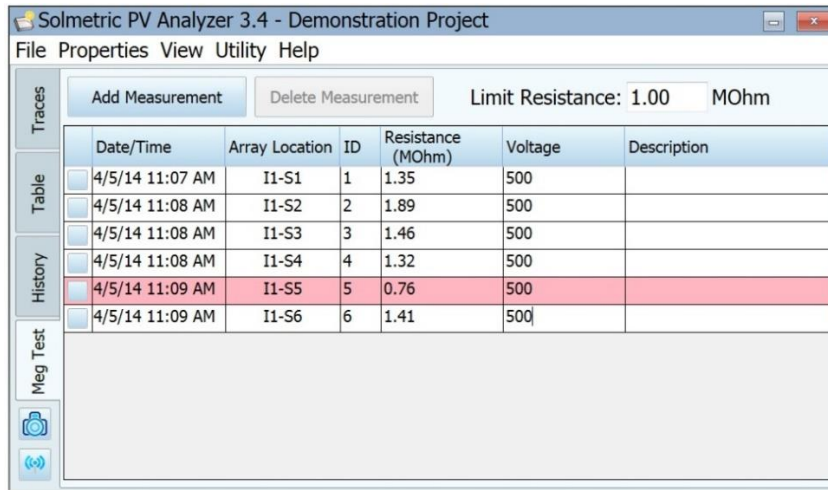 Solmetric PV Analyzer 3.4 - Demonstration Project
File Properties View Utility Help
Traces
Table
History
Meg Test
Add Measurement Delete Measurement Limit Resistance: 1.00 MOhm
Date/Time Array Location ID Resistance (MOhm) Voltage Description
4/5/14 11:07 AM I1-S1 1 1.35 500
4/5/14 11:08 AM I1-S2 2 1.89 500
4/5/14 11:08 AM I1-S3 3 1.46 500
4/5/14 11:08 AM I1-S4 4 1.32 500
4/5/14 11:09 AM I1-S5 5 0.76 500
4/5/14 11:09 AM I1-S6 6 1.41 500